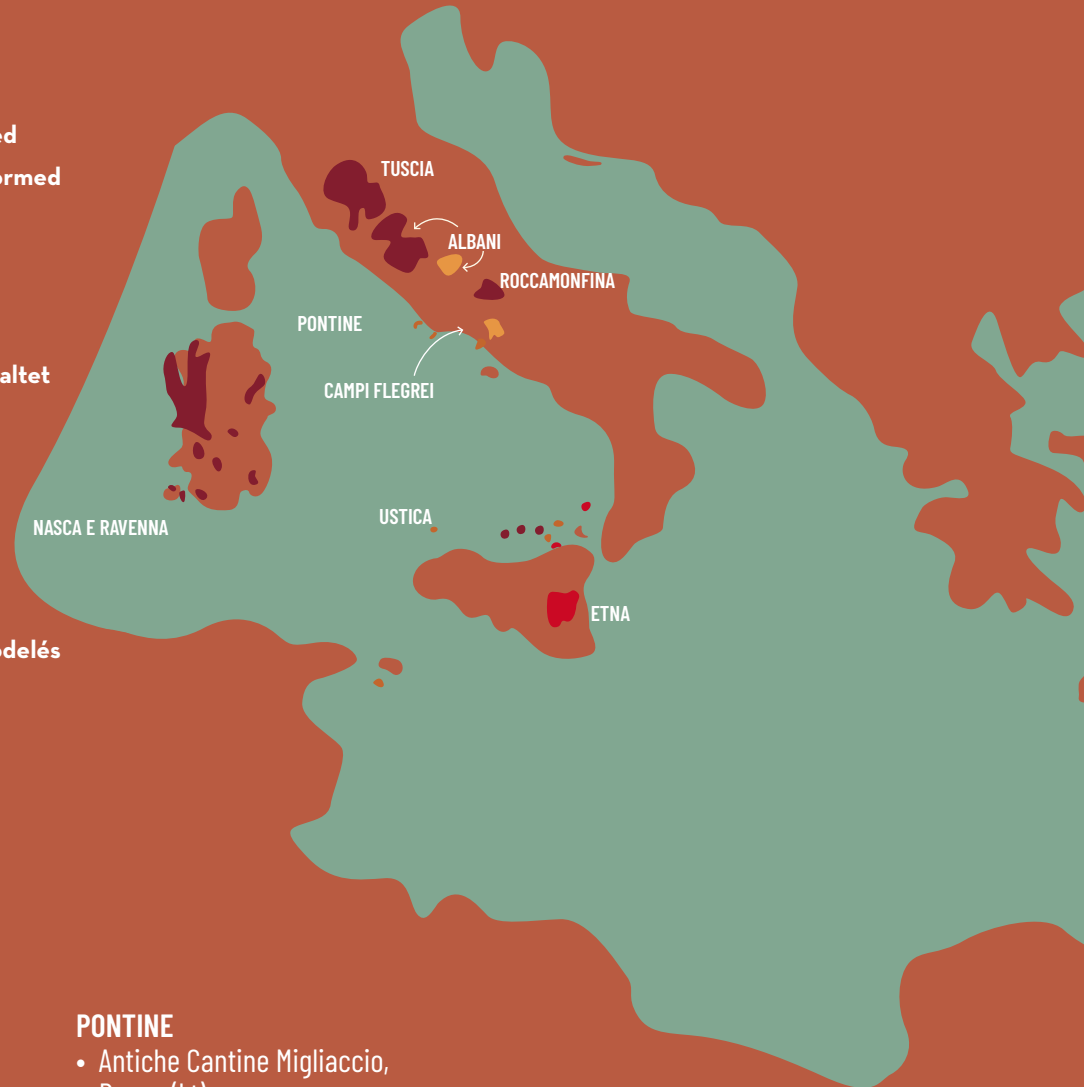 ed
ormed
TUSCIA
ALBANI
ROCCAMONFINA
PONTINE
altet
CAMPI FLEGREI
USTICA
NASCA E RAVENNA
ETNA
odelés
PONTINE
• Antiche Cantine Migliaccio,